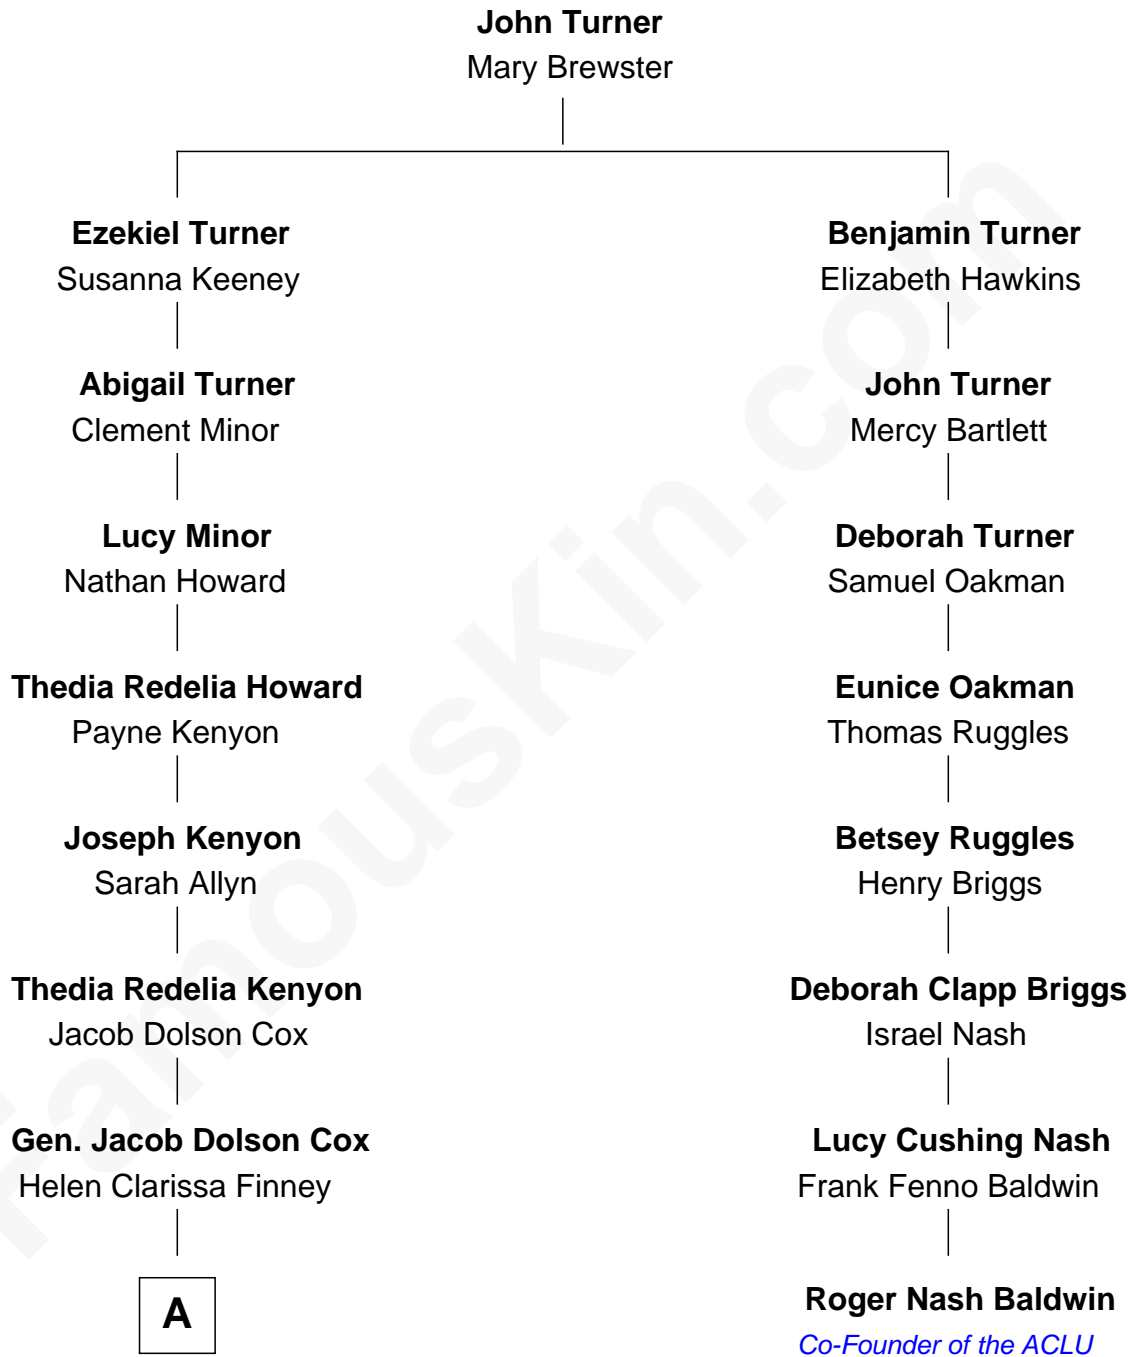 John Turner
Mary Brewster
Ezekiel Turner
Susanna Keeney
Benjamin Turner
Elizabeth Hawkins
Abigail Turner
Clement Minor
John Turner
Mercy Bartlett
Lucy Minor
Nathan Howard
Deborah Turner
Samuel Oakman
Thedia Redelia Howard
Payne Kenyon
Eunice Oakman
Thomas Ruggles
Joseph Kenyon
Sarah Allyn
Betsey Ruggles
Henry Briggs
Thedia Redelia Kenyon
Jacob Dolson Cox
Deborah Clapp Briggs
Israel Nash
Gen. Jacob Dolson Cox
Helen Clarissa Finney
Lucy Cushing Nash
Frank Fenno Baldwin
A
Roger Nash Baldwin
Co-Founder of the ACLU
FamousKin.com